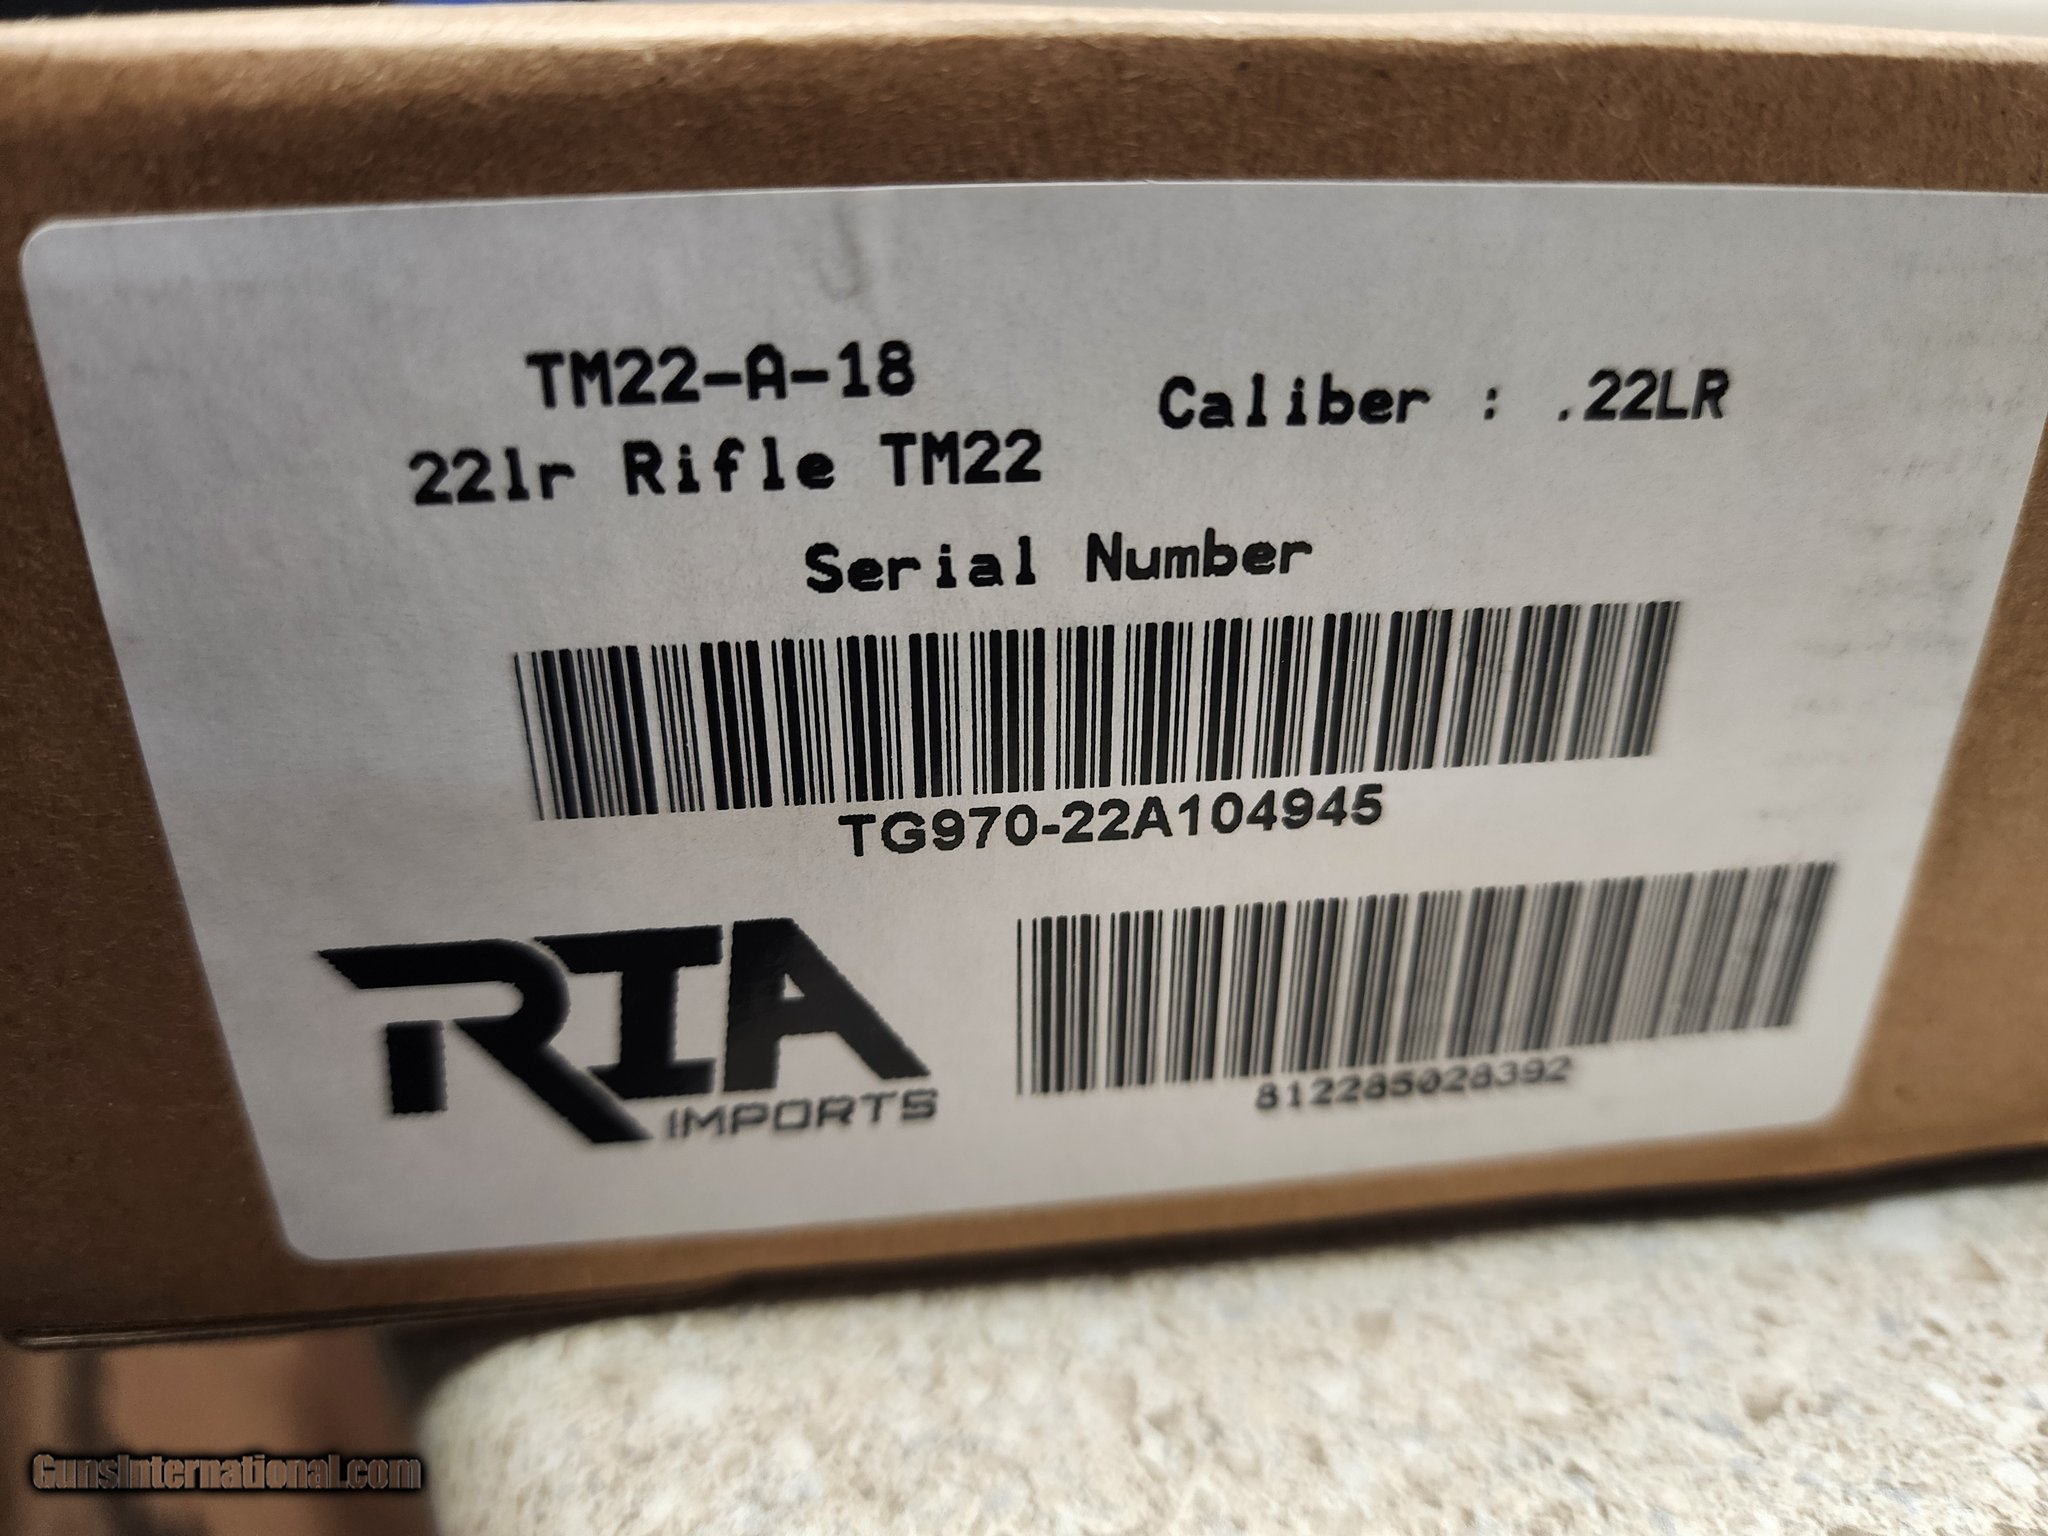 TM22-A-18
22lr Rifle TM22
Caliber : .22LR
Serial Number
TG970-22A104945
RIA
IMPORTS
812285028392
GunsInternational.com